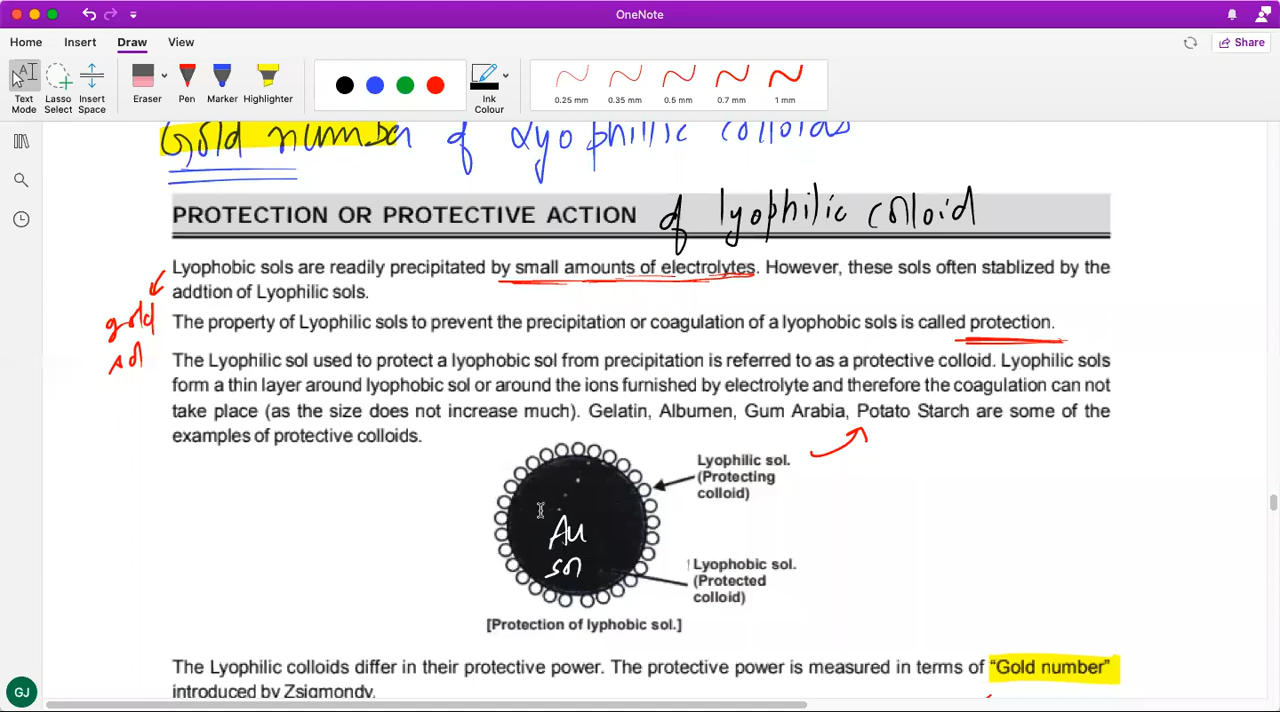 OneNote
Home Insert Draw View
Share
Text Mode
Lasso Select
Insert Space
Eraser
Pen
Marker
Highlighter
Ink Colour
0.25 mm 0.35 mm 0.5 mm 0.7 mm 1 mm
Gold number of Lyophillic colloids
PROTECTION OR PROTECTIVE ACTION of lyophilic colloid
Lyophobic sols are readily precipitated by small amounts of electrolytes. However, these sols often stablized by the
addtion of Lyophilic sols.
gold
sol
The property of Lyophilic sols to prevent the precipitation or coagulation of a lyophobic sols is called protection.
The Lyophilic sol used to protect a lyophobic sol from precipitation is referred to as a protective colloid. Lyophilic sols
form a thin layer around lyophobic sol or around the ions furnished by electrolyte and therefore the coagulation can not
take place (as the size does not increase much). Gelatin, Albumen, Gum Arabia, Potato Starch are some of the
examples of protective colloids.
Lyophilic sol.
(Protecting
colloid)
Au
sol
Lyophobic sol.
(Protected
colloid)
[Protection of lyphobic sol.]
The Lyophilic colloids differ in their protective power. The protective power is measured in terms of "Gold number"
introduced by Zsigmondy.
GJ